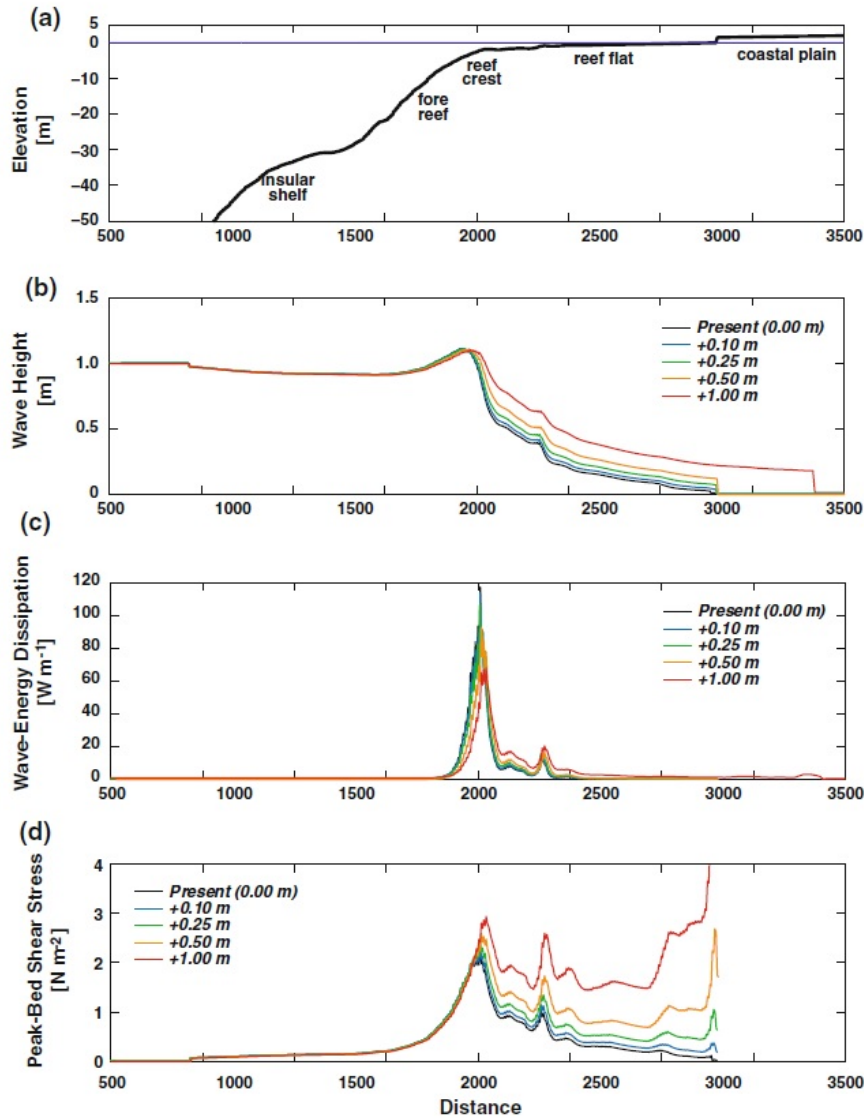 (a)
5
0
−10
−20
−30
−40
−50
Elevation
[m]
insular
shelf
fore
reef
reef
crest
reef flat
coastal plain
500 1000 1500 2000 2500 3000 3500
(b)
1.5
1.0
0.5
0
Wave Height
[m]
Present (0.00 m)
+0.10 m
+0.25 m
+0.50 m
+1.00 m
500 1000 1500 2000 2500 3000 3500
(c)
120
100
80
60
40
20
0
Wave-Energy Dissipation
[W m-1]
Present (0.00 m)
+0.10 m
+0.25 m
+0.50 m
+1.00 m
500 1000 1500 2000 2500 3000 3500
(d)
4
3
2
1
0
Peak-Bed Shear Stress
[N m-2]
Present (0.00 m)
+0.10 m
+0.25 m
+0.50 m
+1.00 m
500 1000 1500 2000 2500 3000 3500
Distance